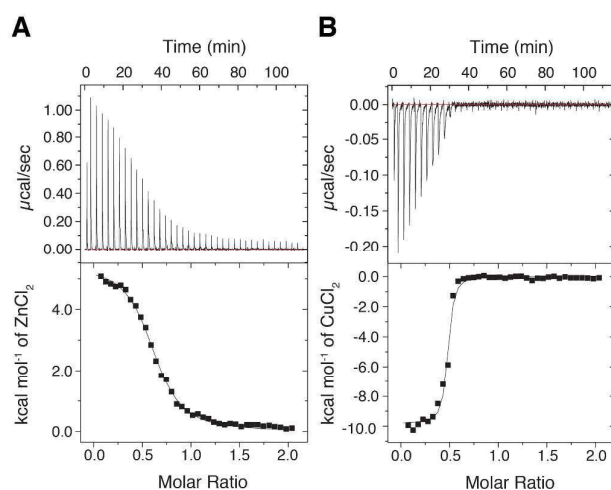 A
Time (min)
0 20 40 60 80 100
µcal/sec
1.00
0.80
0.60
0.40
0.20
0.00
kcal mol⁻¹ of ZnCl₂
4.0
2.0
0.0
0.0 0.5 1.0 1.5 2.0
Molar Ratio
B
Time (min)
0 20 40 60 80 100
µcal/sec
0.00
-0.05
-0.10
-0.15
-0.20
kcal mol⁻¹ of CuCl₂
0.0
-2.0
-4.0
-6.0
-8.0
-10.0
0.0 0.5 1.0 1.5 2.0
Molar Ratio